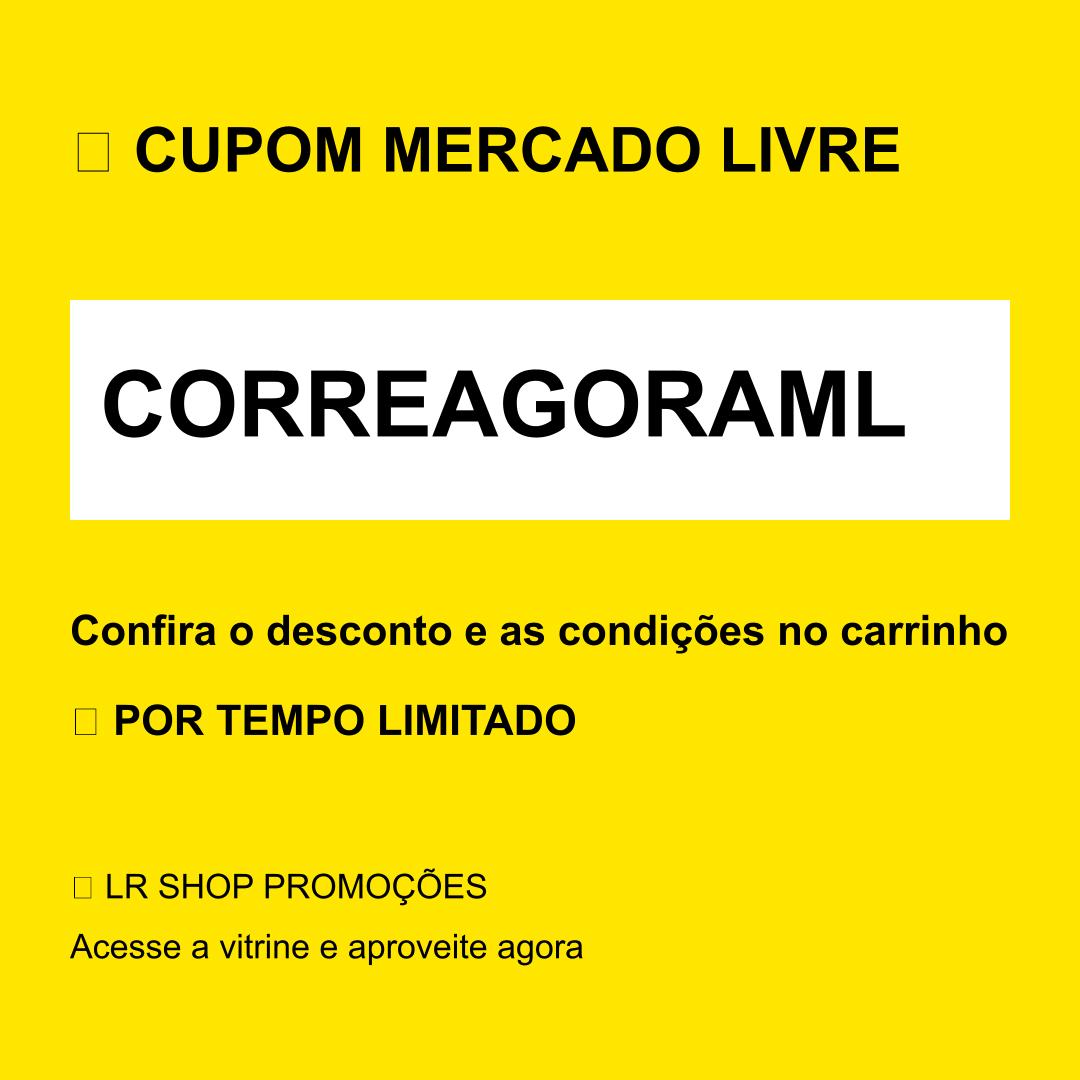 CUPOM MERCADO LIVRE
CORREAGORAML
Confira o desconto e as condições no carrinho
POR TEMPO LIMITADO
LR SHOP PROMOÇÕES
Acesse a vitrine e aproveite agora